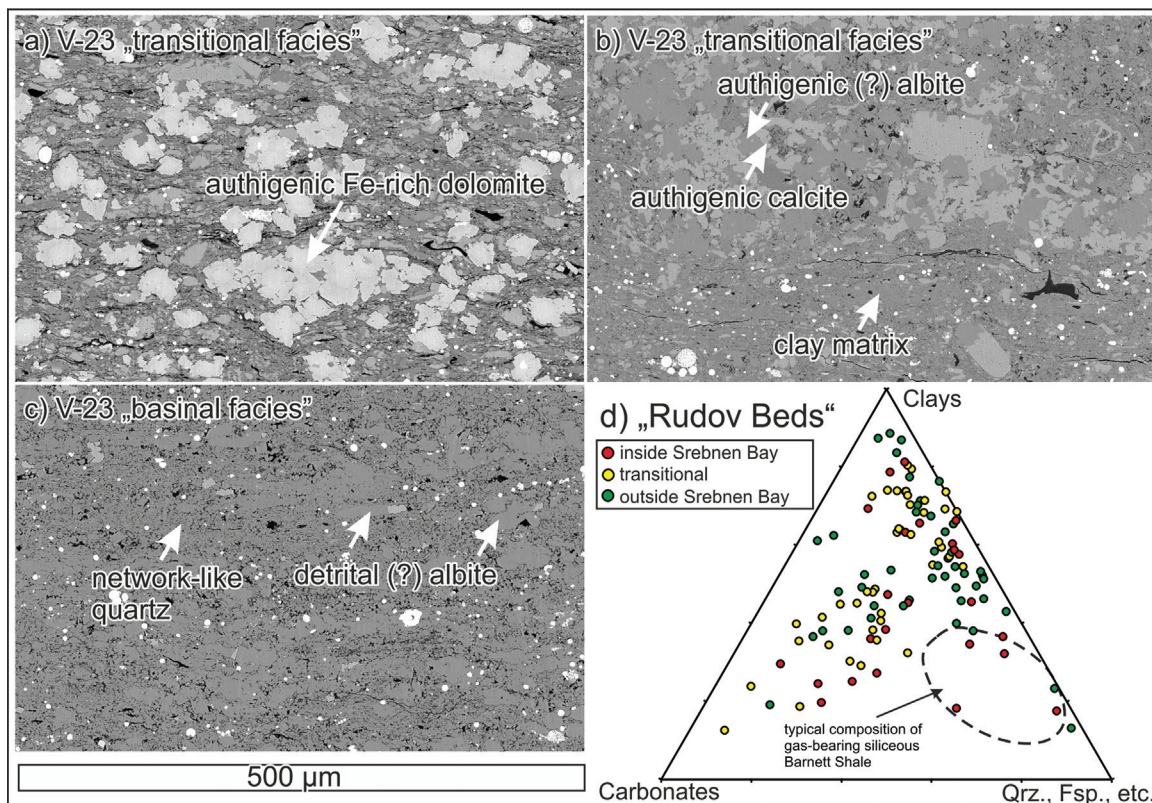 a) V-23 „transitional facies”
authigenic Fe-rich dolomite
b) V-23 „transitional facies”
authigenic (?) albite
authigenic calcite
clay matrix
c) V-23 „basinal facies”
network-like
quartz
detrital (?) albite
500 µm
d) „Rudov Beds“
inside Srebnen Bay
transitional
outside Srebnen Bay
Clays
typical composition of
gas-bearing siliceous
Barnett Shale
Carbonates
Qrz., Fsp., etc.